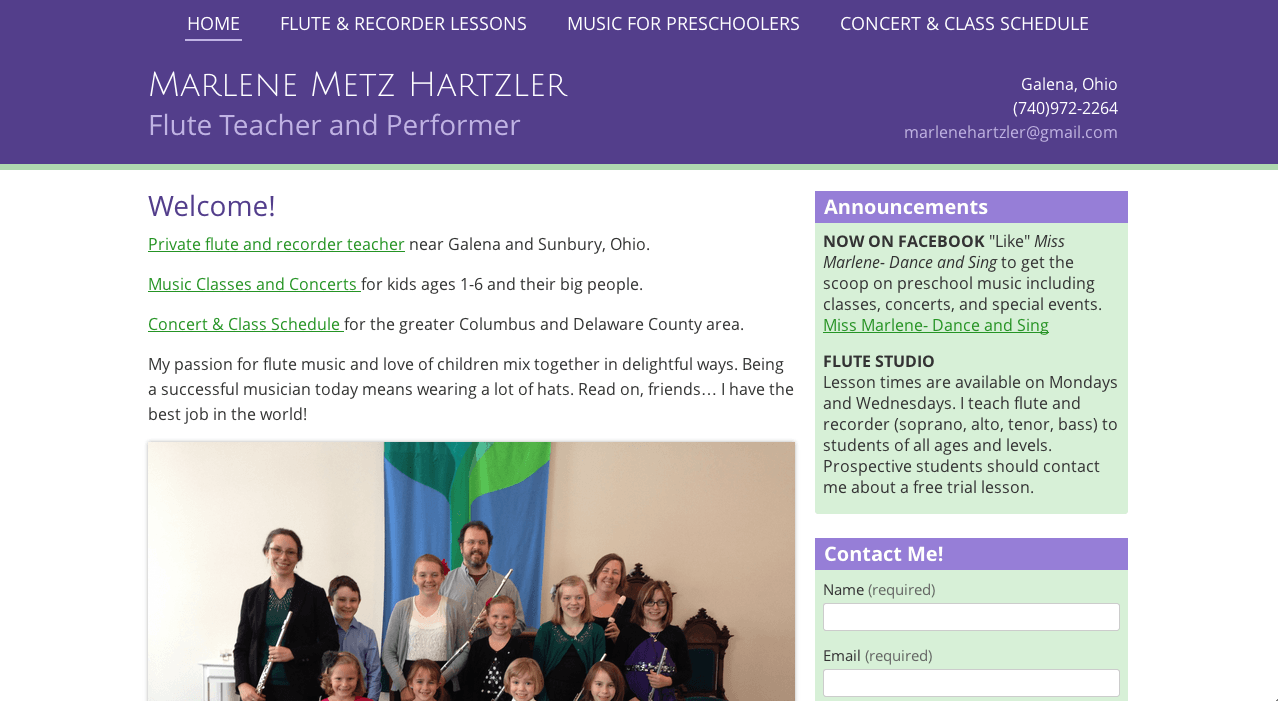 HOME FLUTE & RECORDER LESSONS MUSIC FOR PRESCHOOLERS CONCERT & CLASS SCHEDULE
Marlene Metz Hartzler
Flute Teacher and Performer
Galena, Ohio
(740)972-2264
marlenehartzler@gmail.com
Welcome!
Private flute and recorder teacher near Galena and Sunbury, Ohio.
Music Classes and Concerts for kids ages 1-6 and their big people.
Concert & Class Schedule for the greater Columbus and Delaware County area.
My passion for flute music and love of children mix together in delightful ways. Being
a successful musician today means wearing a lot of hats. Read on, friends… I have the
best job in the world!
Announcements
NOW ON FACEBOOK "Like" Miss
Marlene- Dance and Sing to get the
scoop on preschool music including
classes, concerts, and special events.
Miss Marlene- Dance and Sing
FLUTE STUDIO
Lesson times are available on Mondays
and Wednesdays. I teach flute and
recorder (soprano, alto, tenor, bass) to
students of all ages and levels.
Prospective students should contact
me about a free trial lesson.
Contact Me!
Name (required)
Email (required)